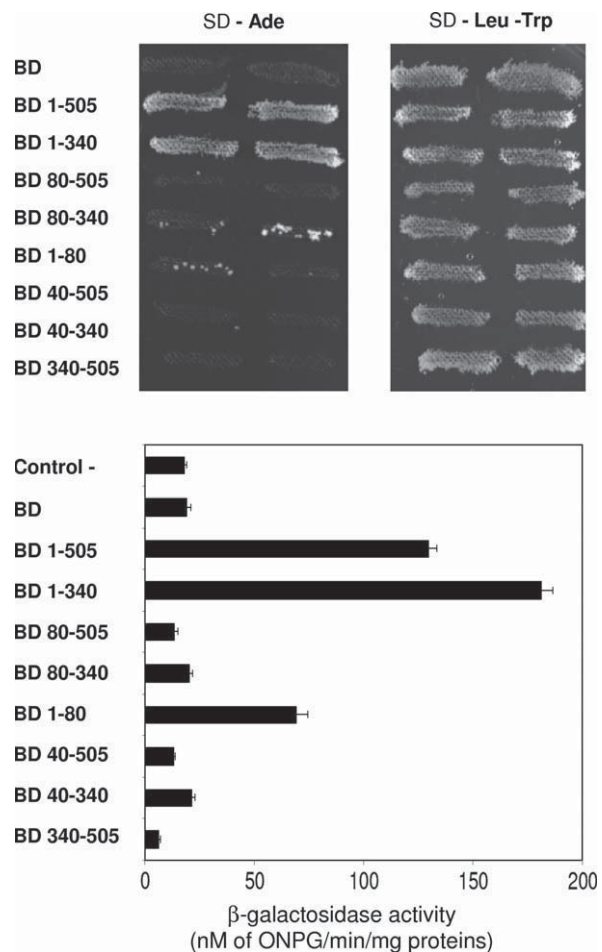 SD - Ade
SD - Leu -Trp
BD
BD 1-505
BD 1-340
BD 80-505
BD 80-340
BD 1-80
BD 40-505
BD 40-340
BD 340-505
Control -
BD
BD 1-505
BD 1-340
BD 80-505
BD 80-340
BD 1-80
BD 40-505
BD 40-340
BD 340-505
0
50
100
150
200
β-galactosidase activity
(nM of ONPG/min/mg proteins)